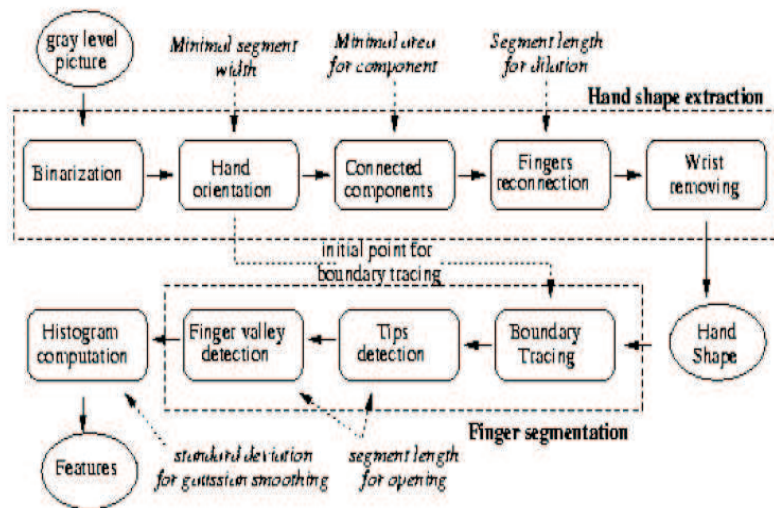 gray level
picture
Minimal segment
width
Minimal area
for component
Segment length
for dilation
Hand shape extraction
Binarization
Hand
orientation
Connected
components
Fingers
reconnection
Wrist
removing
initial point for
boundary tracing
Histogram
computation
Finger valley
detection
Tips
detection
Boundary
Tracing
Hand
Shape
Finger segmentation
Features
standard deviation
for gaussian smoothing
segment length
for opening